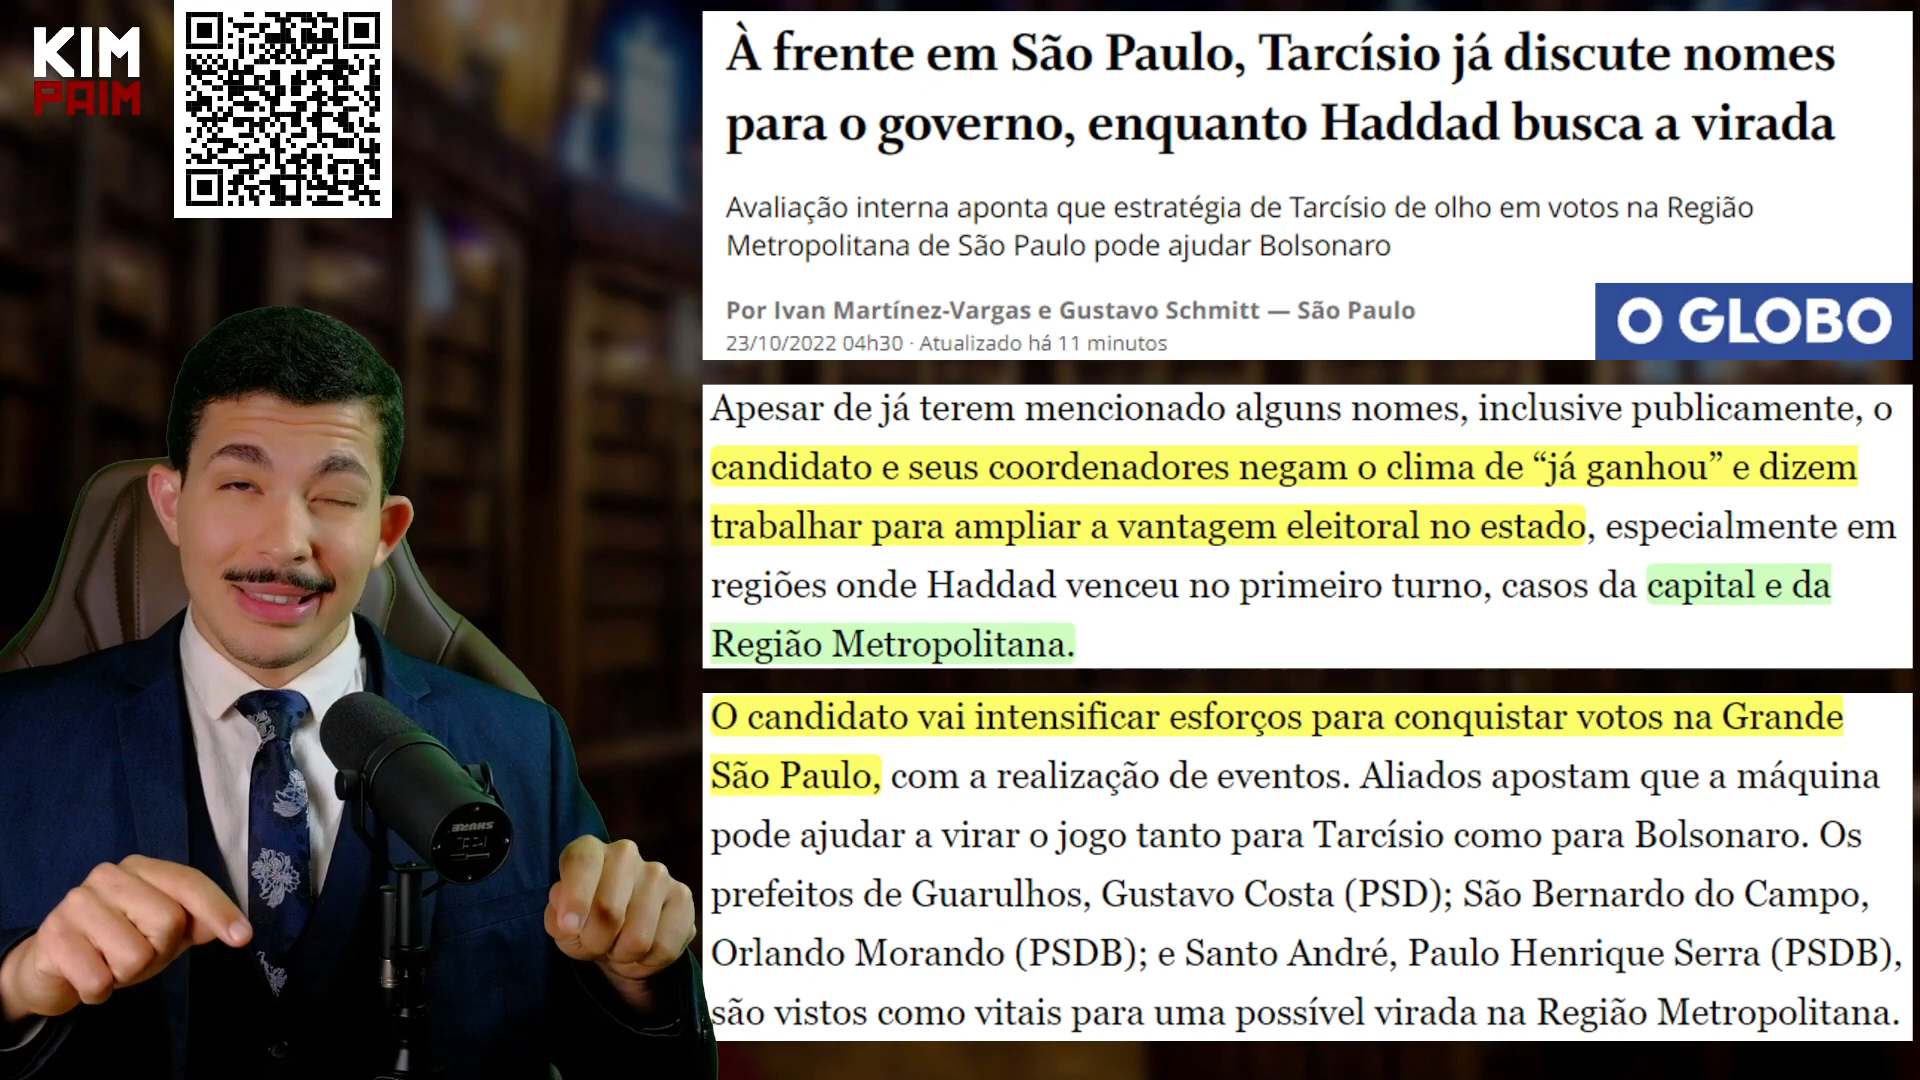 KIM
PAIM
À frente em São Paulo, Tarcísio já discute nomes
para o governo, enquanto Haddad busca a virada
Avaliação interna aponta que estratégia de Tarcísio de olho em votos na Região
Metropolitana de São Paulo pode ajudar Bolsonaro
Por Ivan Martínez-Vargas e Gustavo Schmitt — São Paulo
23/10/2022 04h30 · Atualizado há 11 minutos
O GLOBO
Apesar de já terem mencionado alguns nomes, inclusive publicamente, o
candidato e seus coordenadores negam o clima de “já ganhou” e dizem
trabalhar para ampliar a vantagem eleitoral no estado, especialmente em
regiões onde Haddad venceu no primeiro turno, casos da capital e da
Região Metropolitana.
O candidato vai intensificar esforços para conquistar votos na Grande
São Paulo, com a realização de eventos. Aliados apostam que a máquina
pode ajudar a virar o jogo tanto para Tarcísio como para Bolsonaro. Os
prefeitos de Guarulhos, Gustavo Costa (PSD); São Bernardo do Campo,
Orlando Morando (PSDB); e Santo André, Paulo Henrique Serra (PSDB),
são vistos como vitais para uma possível virada na Região Metropolitana.
SHURE